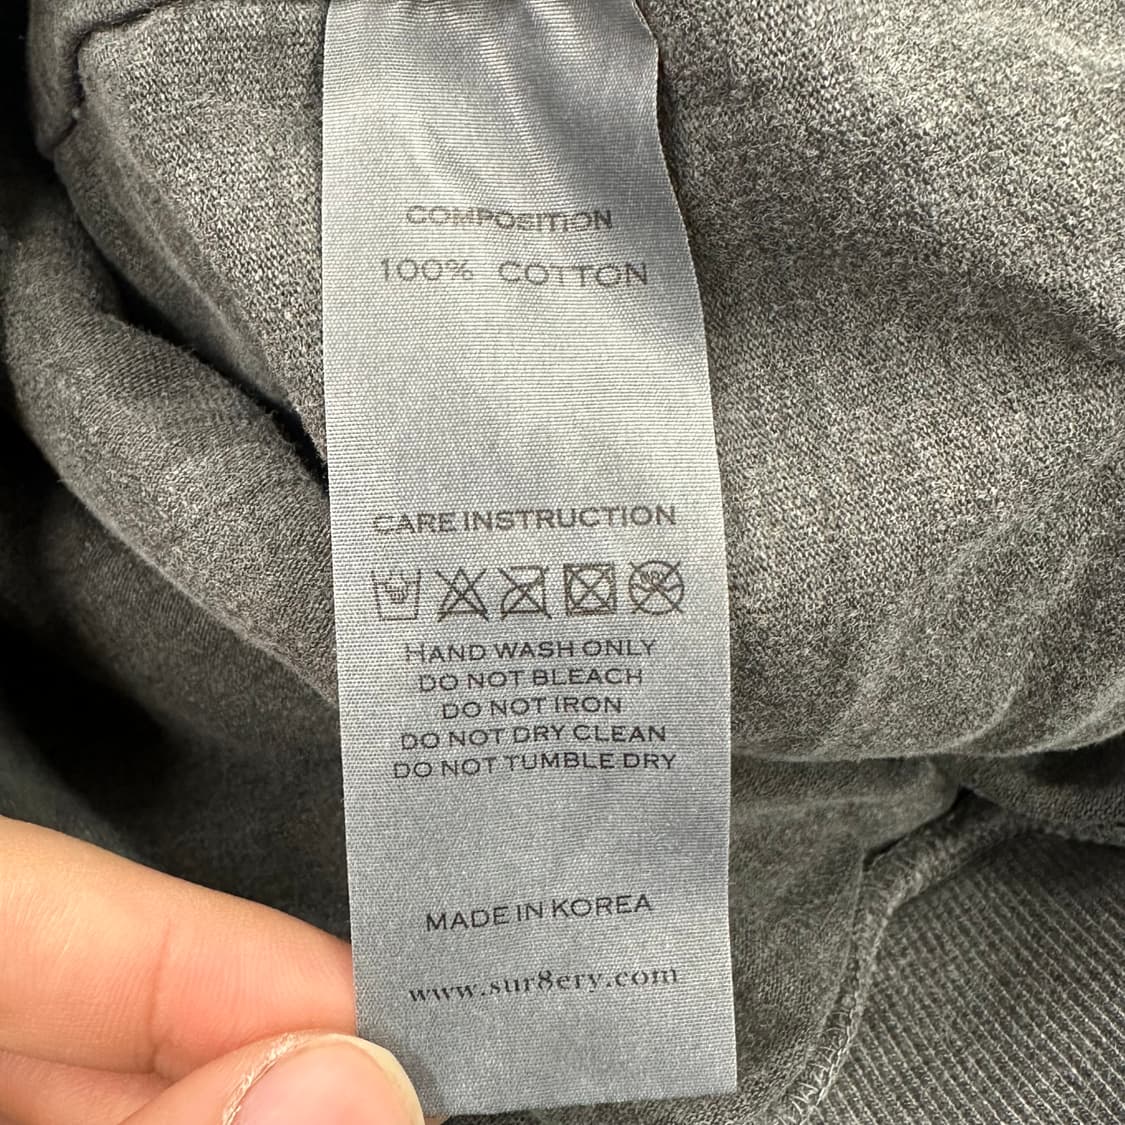 COMPOSITION
100% COTTON
CARE INSTRUCTION
HAND WASH ONLY
DO NOT BLEACH
DO NOT IRON
DO NOT DRY CLEAN
DO NOT TUMBLE DRY
MADE IN KOREA
www.sur8ery.com